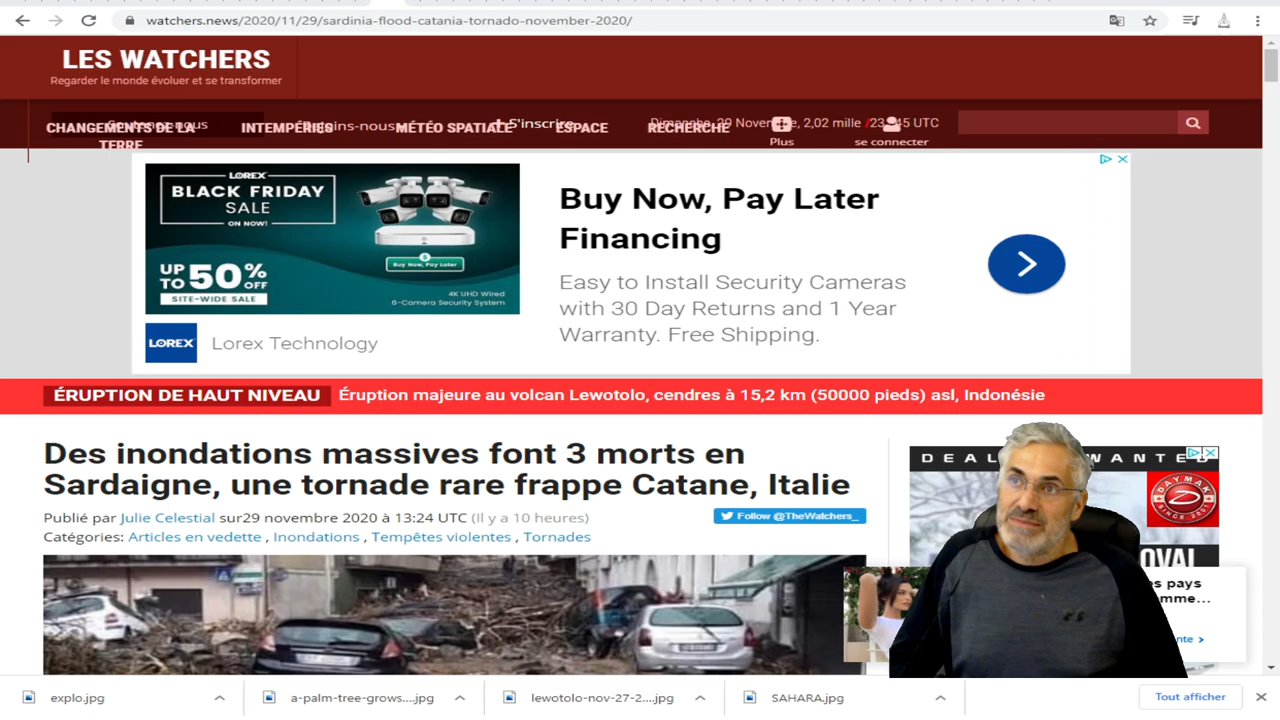 watchers.news/2020/11/29/sardinia-flood-catania-tornado-november-2020/
LES WATCHERS
Regarder le monde évoluer et se transformer
CHANGEMENTS DE LA
TERRE
INTEMPÉRIES
MÉTÉO SPATIALE
S'inscrire
ESPACE
RECHERCHE
Plus
se connecter
LOREX
BLACK FRIDAY
SALE
ON NOW!
UP TO 50% OFF
SITE-WIDE SALE
Buy Now, Pay Later
4K UHD Wired
8-Camera Security System
Buy Now, Pay Later
Financing
Easy to Install Security Cameras
with 30 Day Returns and 1 Year
Warranty. Free Shipping.
LOREX
Lorex Technology
ÉRUPTION DE HAUT NIVEAU Éruption majeure au volcan Lewotolo, cendres à 15,2 km (50000 pieds) asl, Indonésie
Des inondations massives font 3 morts en
Sardaigne, une tornade rare frappe Catane, Italie
Publié par Julie Celestial sur29 novembre 2020 à 13:24 UTC (Il y a 10 heures)
Follow @TheWatchers_
Catégories: Articles en vedette , Inondations , Tempêtes violentes , Tornades
DAYMAK
SINCE 2001
pays
explo.jpg
a-palm-tree-grows....jpg
lewotolo-nov-27-2....jpg
SAHARA.jpg
Tout afficher